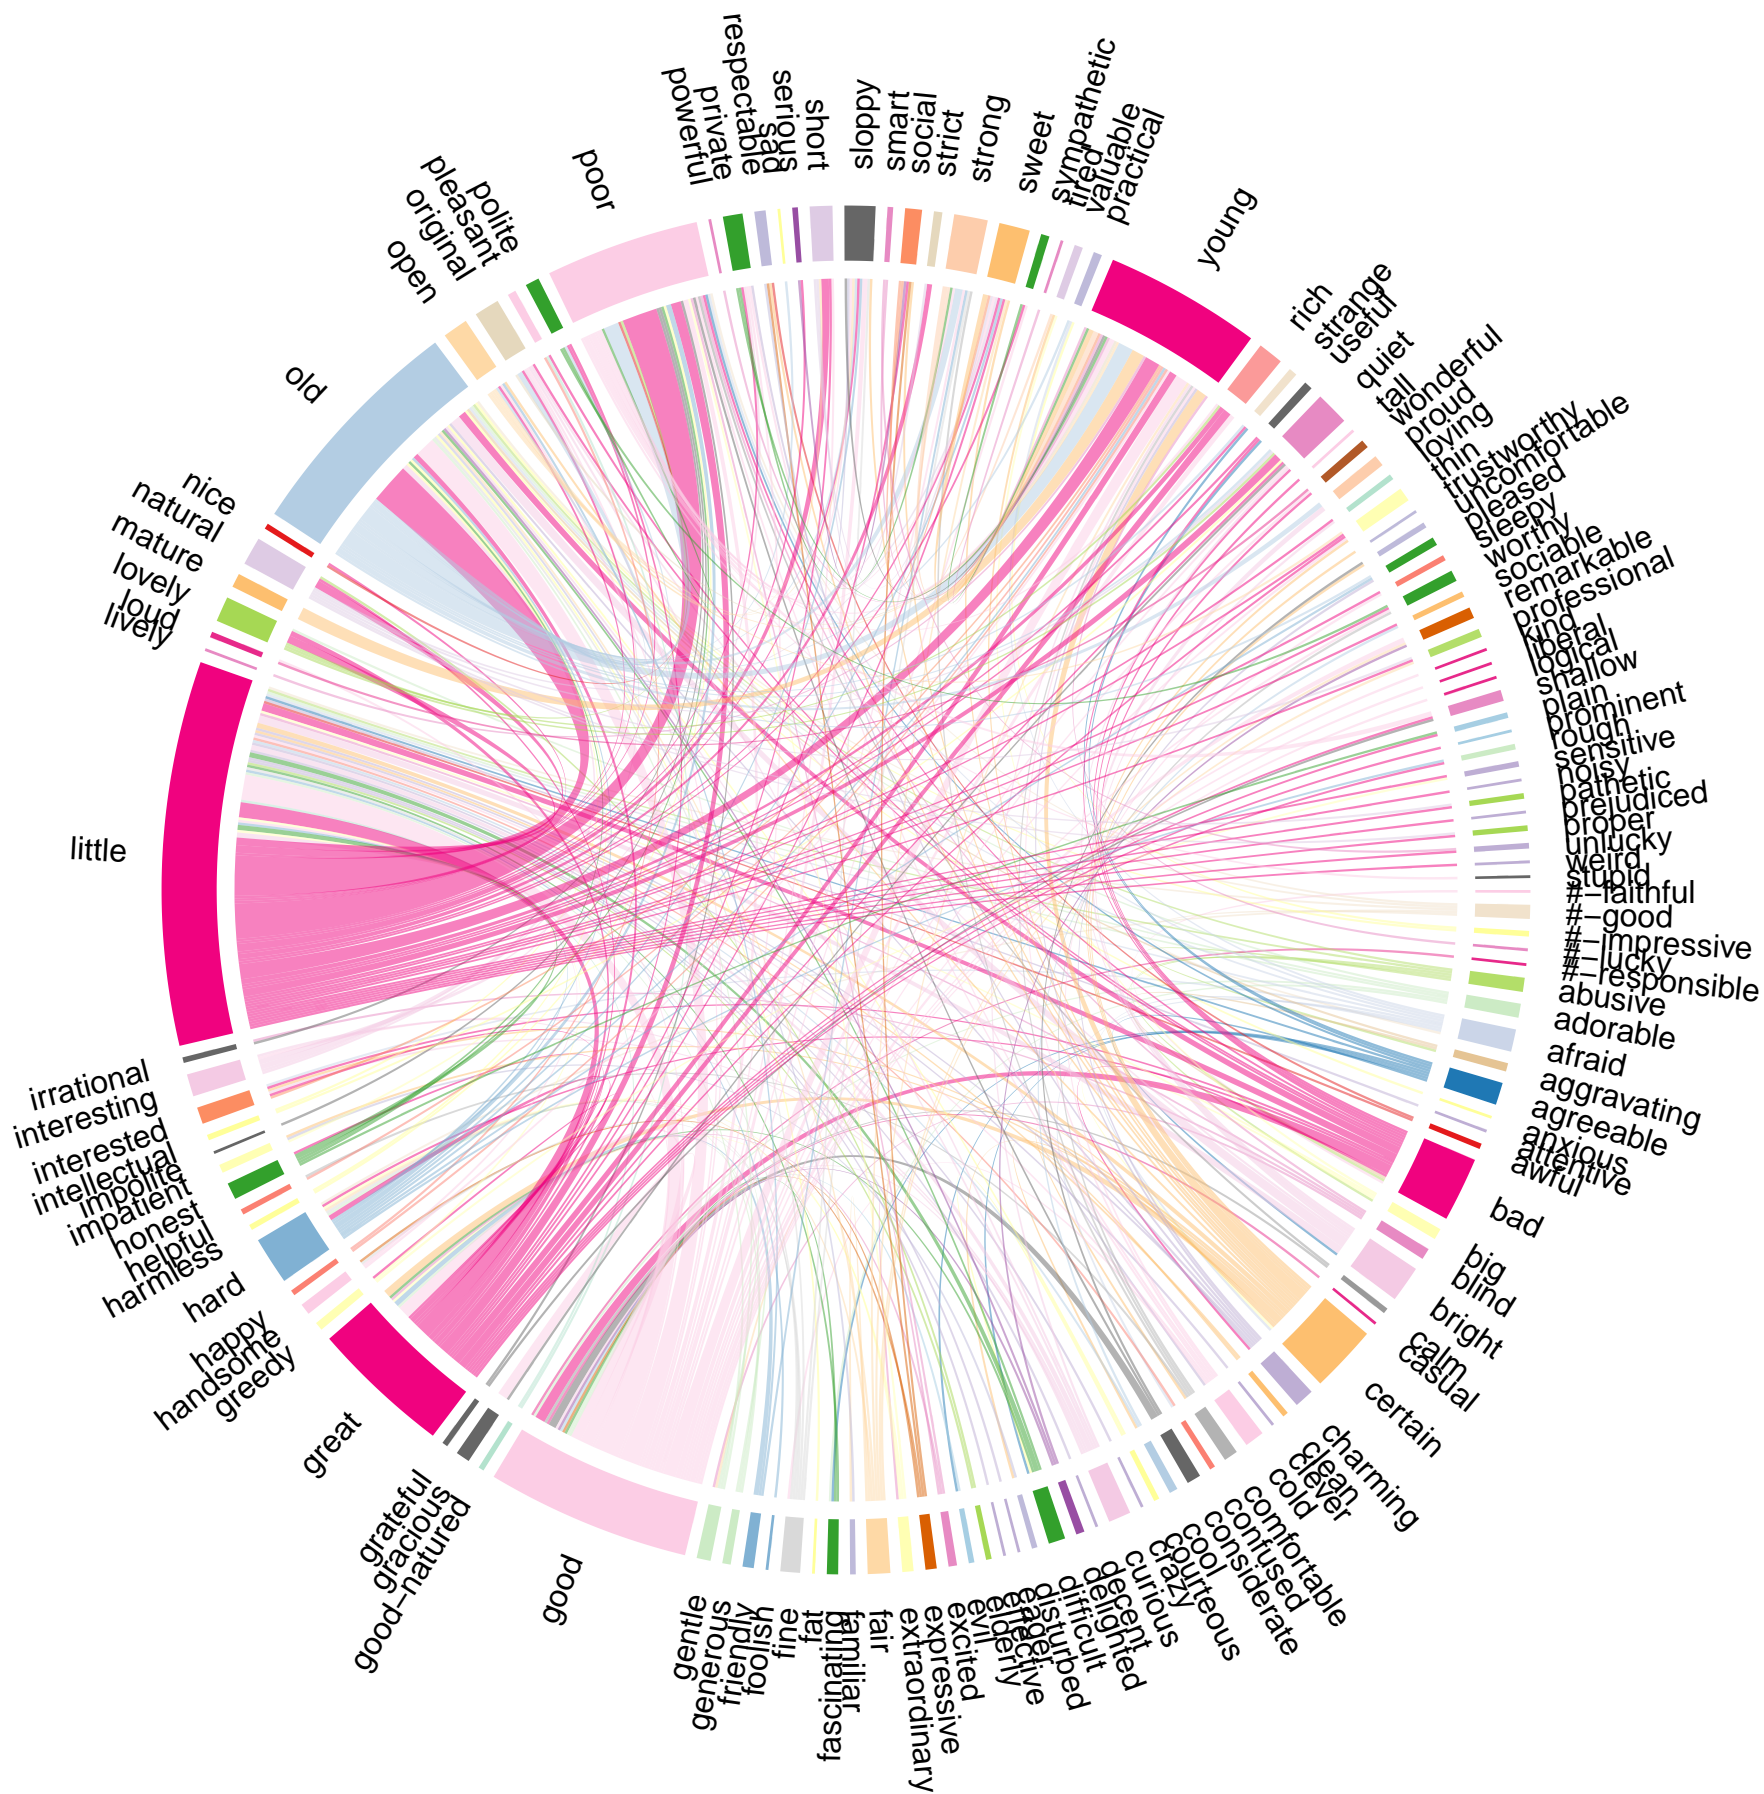 sloppy
smart
social
strict
strong
sweet
sympathetic
tired
valuable
practical
young
rich
strange
useful
quiet
tall
wonderful
proud
loving
thin
trustworthy
uncomfortable
pleased
sleepy
worthy
sociable
remarkable
professional
kind
liberal
logical
shallow
plain
prominent
rough
sensitive
noisy
pathetic
prejudiced
proper
unlucky
weird
stupid
#−faithful
#−good
#−impressive
#−lucky
#−responsible
abusive
adorable
afraid
aggravating
agreeable
anxious
attentive
awful
bad
big
blind
bright
calm
casual
certain
charming
clean
clever
cold
comfortable
confused
considerate
cool
courteous
crazy
curious
decent
delighted
difficult
disturbed
eager
effective
elderly
evil
excited
expressive
extraordinary
fair
familiar
fascinating
fat
fine
foolish
friendly
generous
gentle
good
good−natured
gracious
grateful
great
greedy
handsome
happy
hard
harmless
helpful
honest
impatient
impolite
intellectual
interested
interesting
irrational
little
lively
loud
lovely
mature
natural
nice
old
open
original
pleasant
polite
poor
powerful
private
respectable
sad
serious
short